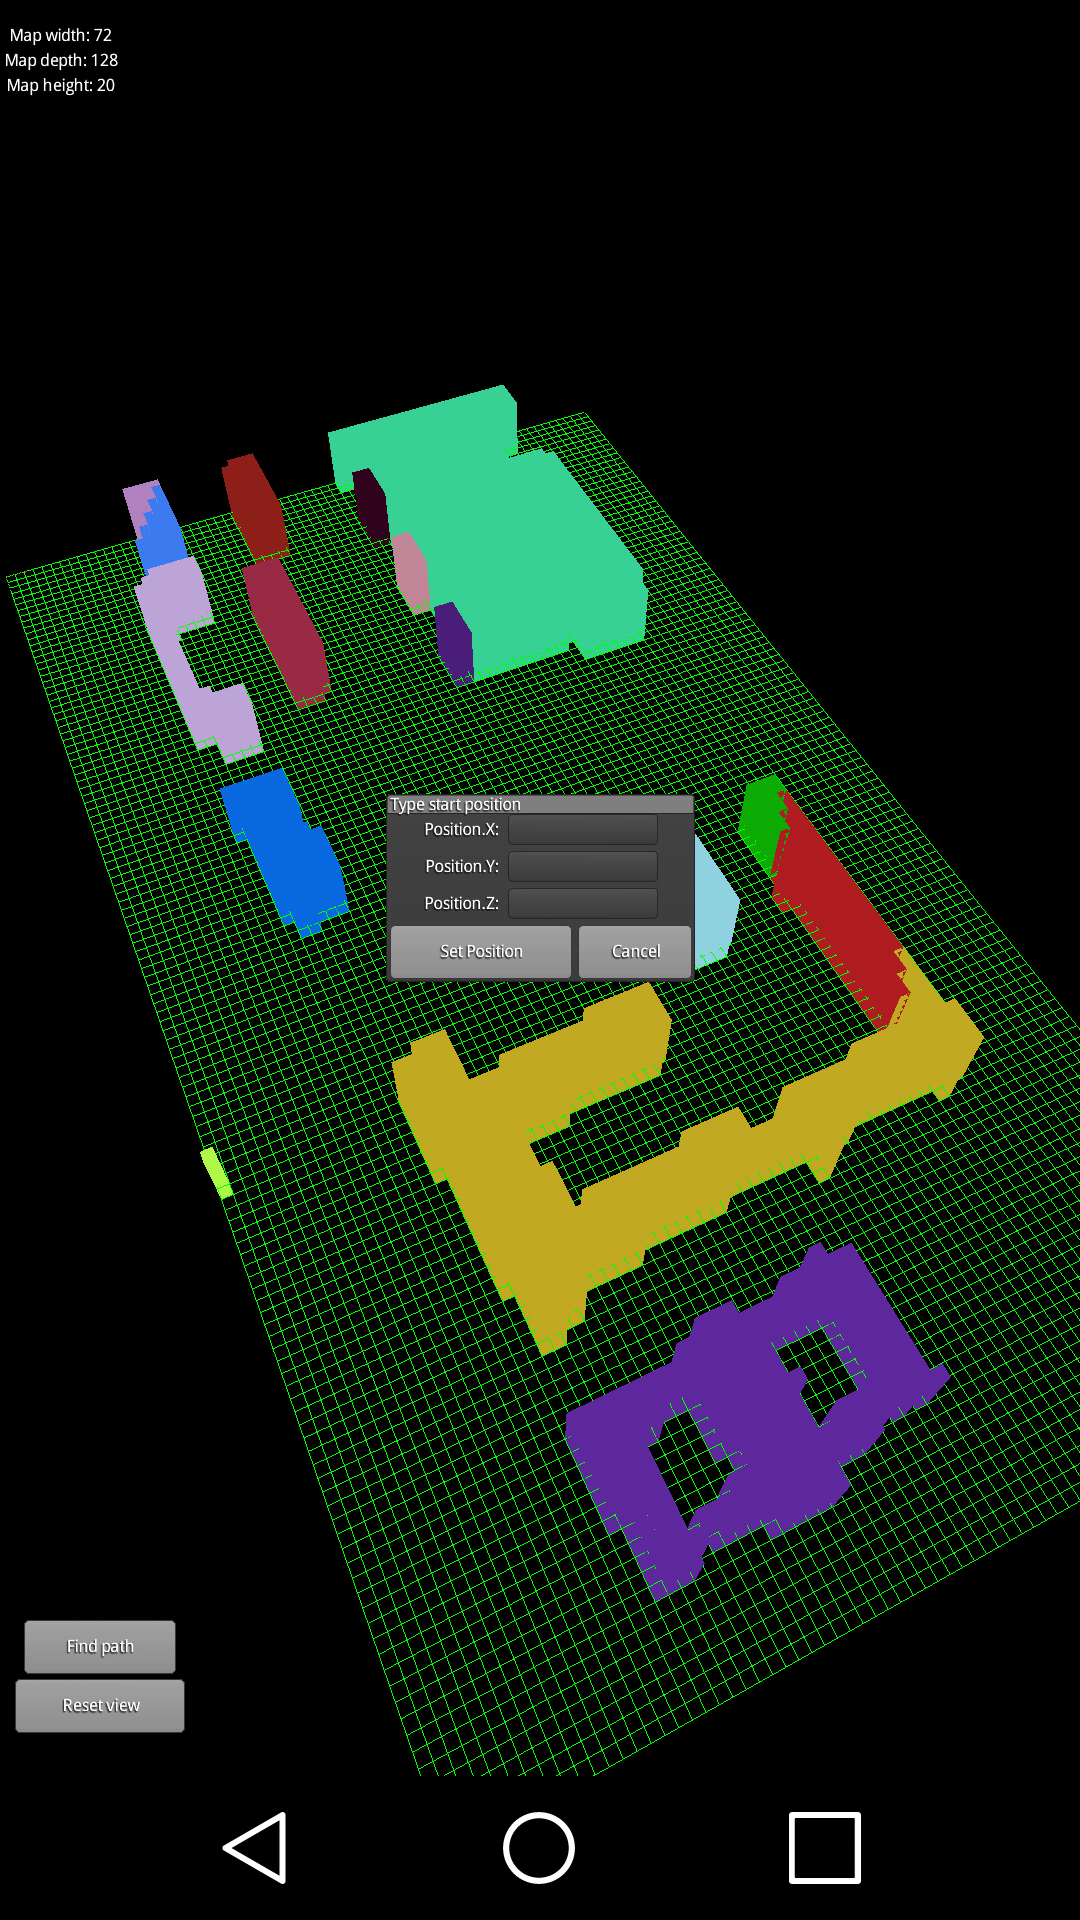 Map width: 72
Map depth: 128
Map height: 20
Type start position
Position.X:
Position.Y:
Position.Z:
Set Position
Cancel
Find path
Reset view